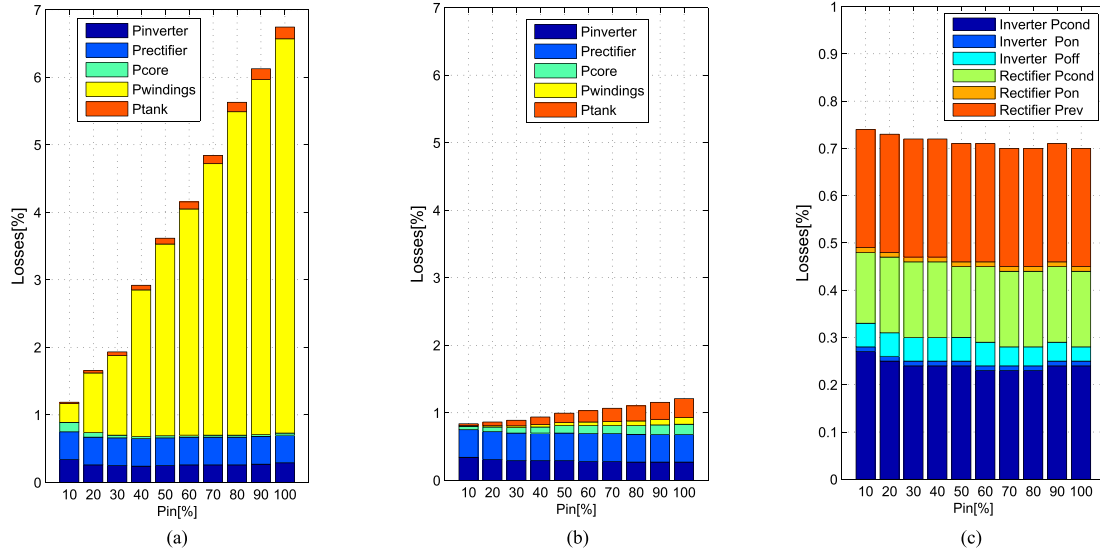 7
6
5
4
3
2
1
0
Losses[%]
Pinverter
Prectifier
Pcore
Pwindings
Ptank
10 20 30 40 50 60 70 80 90 100
Pin[%]
(a)
7
6
5
4
3
2
1
0
Losses[%]
Pinverter
Prectifier
Pcore
Pwindings
Ptank
10 20 30 40 50 60 70 80 90 100
Pin[%]
(b)
1
0.9
0.8
0.7
0.6
0.5
0.4
0.3
0.2
0.1
0
Losses[%]
Inverter Pcond
Inverter Pon
Inverter Poff
Rectifier Pcond
Rectifier Pon
Rectifier Prev
10 20 30 40 50 60 70 80 90 100
Pin[%]
(c)